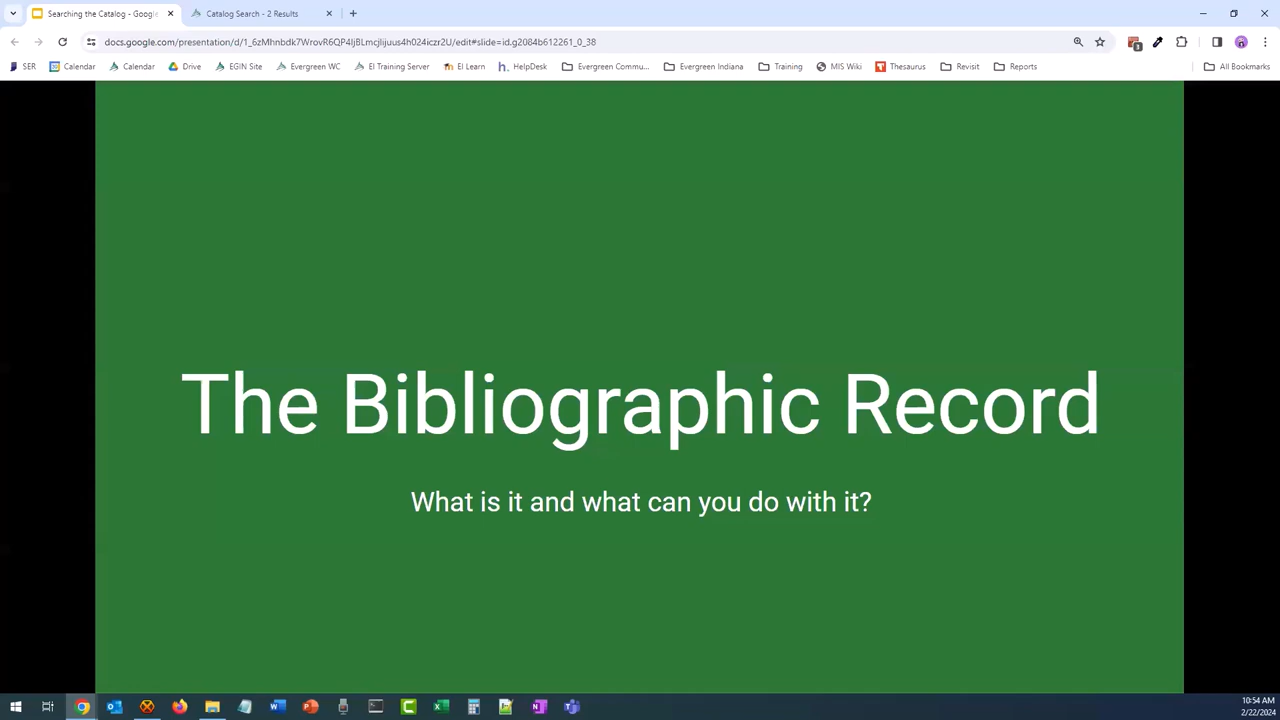 Searching the Catalog - Google
Catalog Search - 2 Results
docs.google.com/presentation/d/1_6zMhnbdk7WrovR6QP4IjBLmcjlijuus4h024iczr2U/edit#slide=id.g2084b612261_0_38
SER Calendar Calendar Drive EGIN Site Evergreen WC EI Training Server EI Learn HelpDesk Evergreen Commu... Evergreen Indiana Training MIS Wiki Thesaurus Revisit Reports All Bookmarks
The Bibliographic Record
What is it and what can you do with it?
10:54 AM
2/22/2024